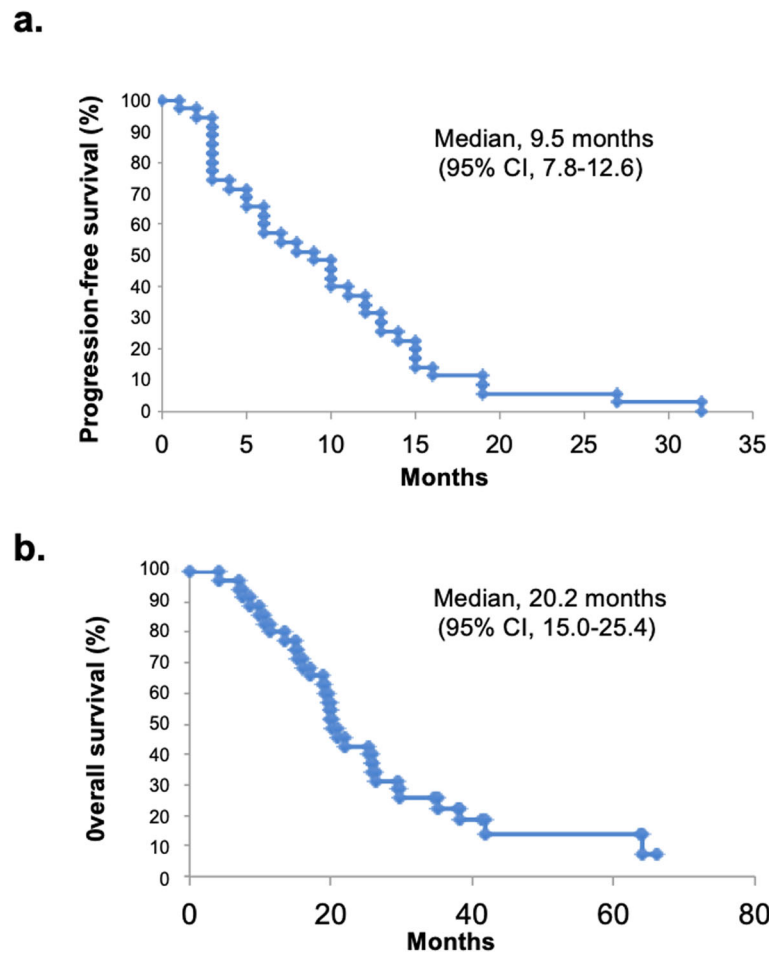 a.
Progression-free survival (%)
100
90
80
70
60
50
40
30
20
10
0
Median, 9.5 months
(95% CI, 7.8-12.6)
0 5 10 15 20 25 30 35
Months
b.
0verall survival (%)
100
90
80
70
60
50
40
30
20
10
0
Median, 20.2 months
(95% CI, 15.0-25.4)
0 20 40 60 80
Months